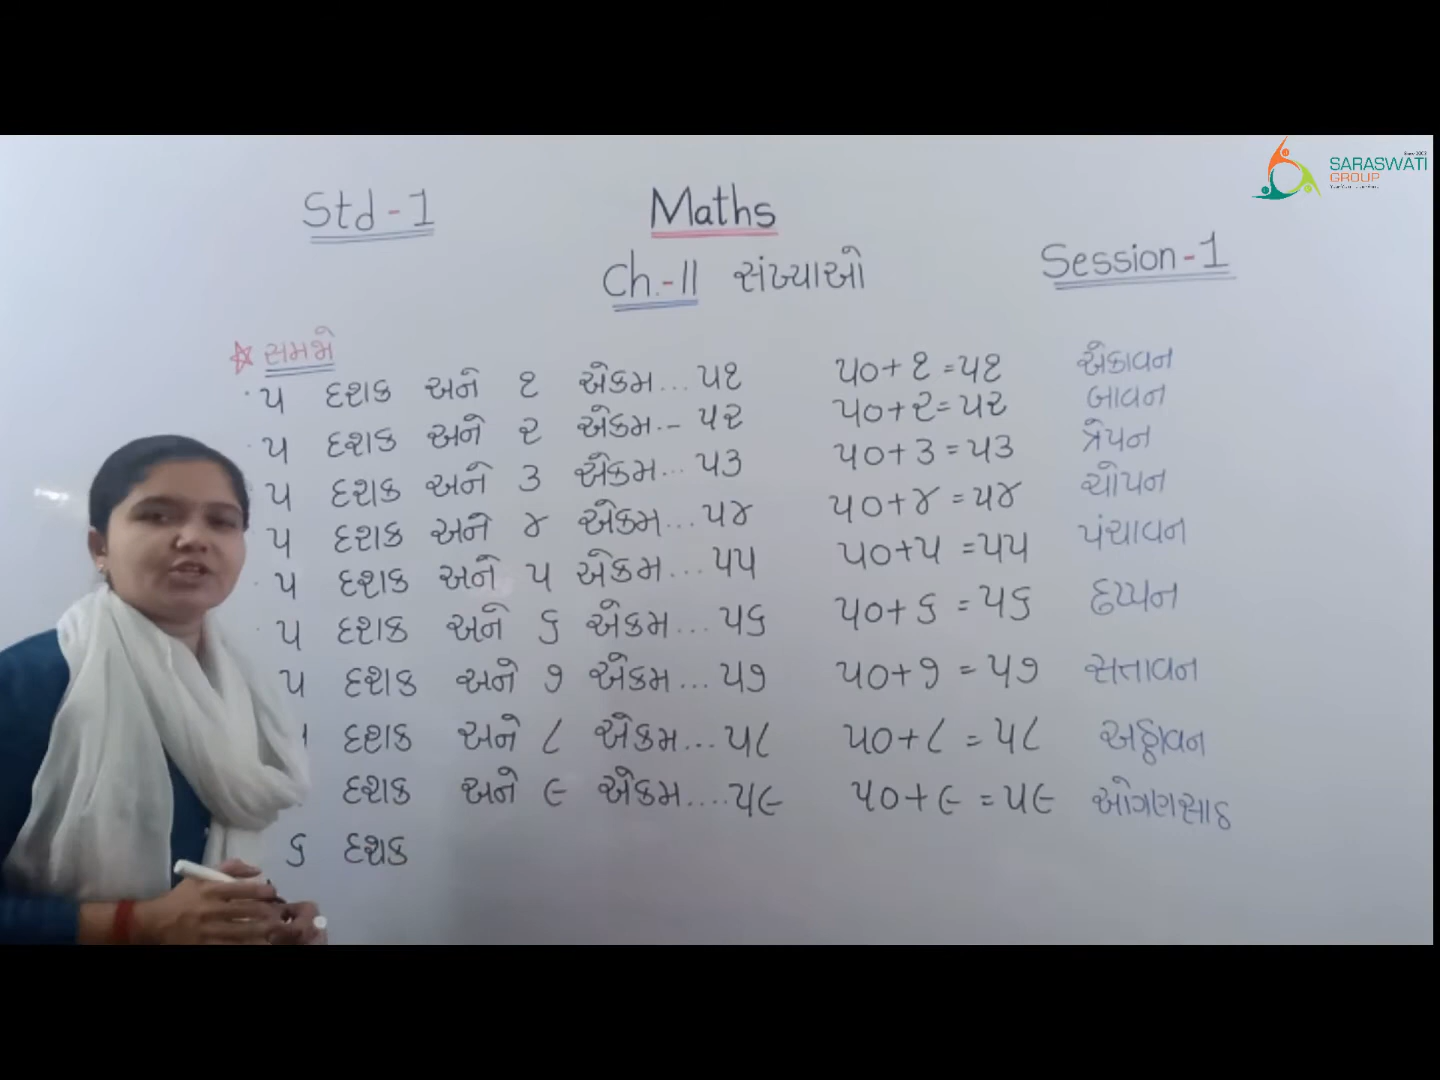 SARASWATI
GROUP
Std-1 Maths
Ch.-11 સંખ્યાઓ Session-1
સમજો
૫ દશક અને ૧ એકમ... ૫૧ ૫૦+૧=૫૧ એકાવન
૫ દશક અને ૨ એકમ.- ૫૨ ૫૦+૨=૫૨ બાવન
૫ દશક અને ૩ એકમ... ૫૩ ૫૦+૩=૫૩ ત્રેપન
૫ દશક અને ૪ એકમ... ૫૪ ૫૦+૪=૫૪ ચોપન
૫ દશક અને ૫ એકમ... ૫૫ ૫૦+૫=૫૫ પંચાવન
૫ દશક અને ૬ એકમ... ૫૬ ૫૦+૬=૫૬ છપ્પન
૫ દશક અને ૭ એકમ... ૫૭ ૫૦+૭=૫૭ સત્તાવન
દશક અને ૮ એકમ... ૫૮ ૫૦+૮=૫૮ અઠ્ઠાવન
દશક અને ૯ એકમ.... ૫૯ ૫૦+૯=૫૯ ઓગણસાઠ
૬ દશક